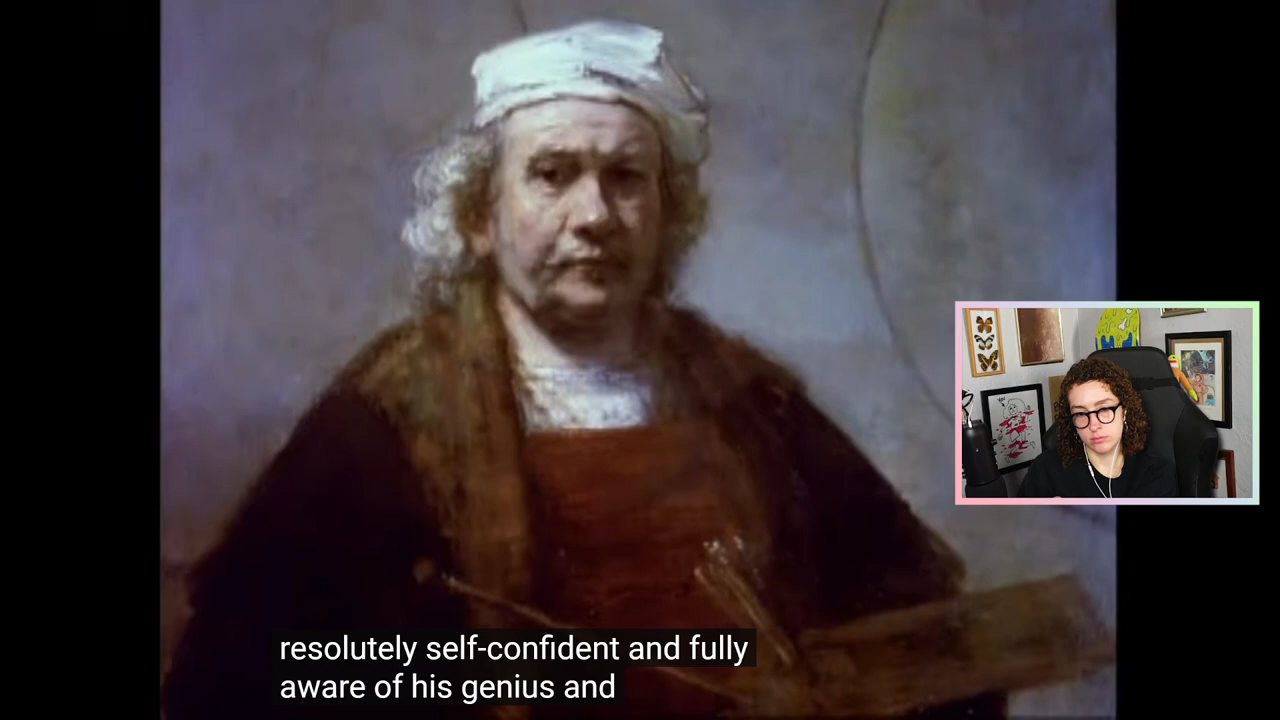 resolutely self-confident and fully
aware of his genius and